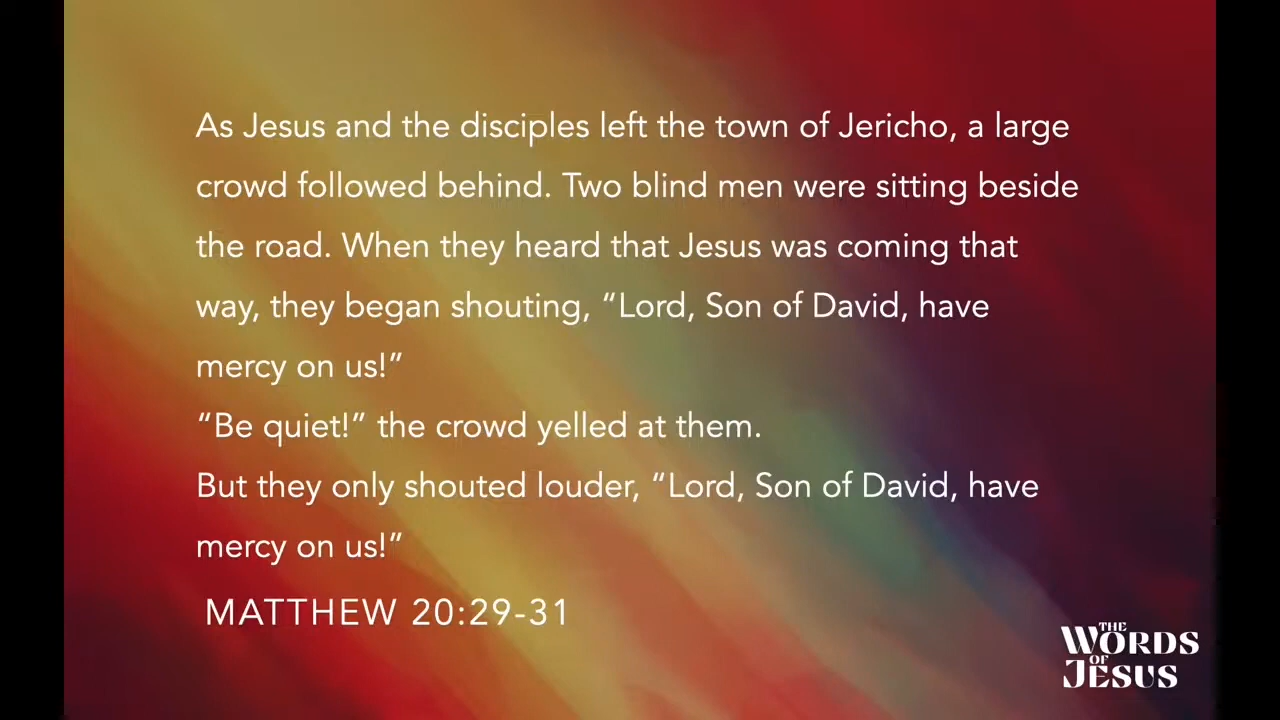 As Jesus and the disciples left the town of Jericho, a large
crowd followed behind. Two blind men were sitting beside
the road. When they heard that Jesus was coming that
way, they began shouting, “Lord, Son of David, have
mercy on us!”
“Be quiet!” the crowd yelled at them.
But they only shouted louder, “Lord, Son of David, have
mercy on us!”
MATTHEW 20:29-31
THE
WORDS
OF
JESUS